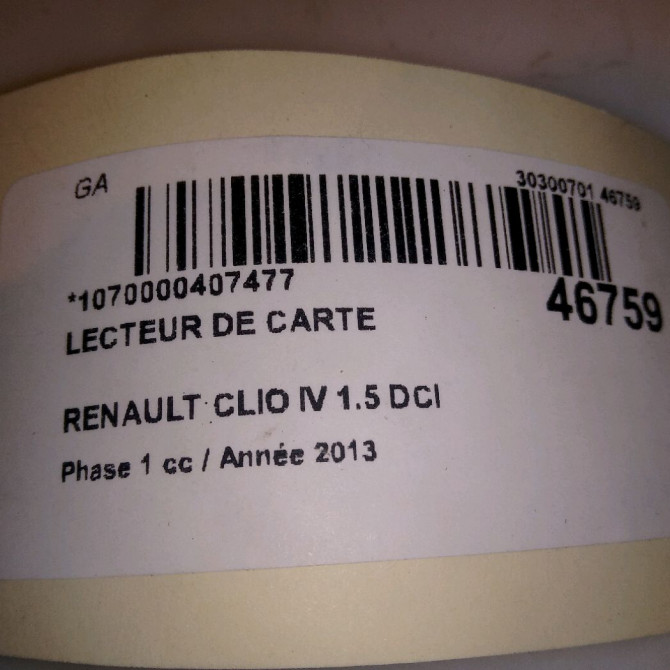 GA
30300701 46759
*1070000407477
46759
LECTEUR DE CARTE
RENAULT CLIO IV 1.5 DCI
Phase 1 cc / Année 2013